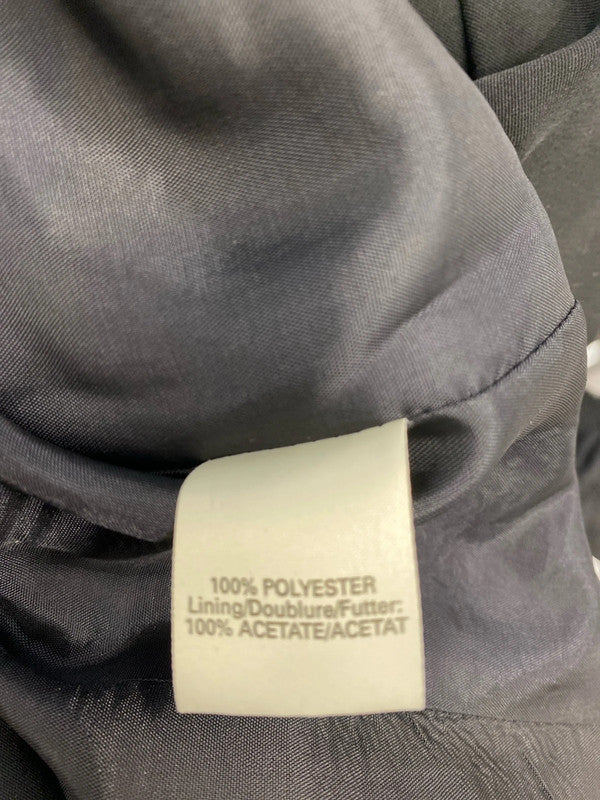 100% POLYESTER
Lining/Doublure/Futter:
100% ACETATE/ACETAT